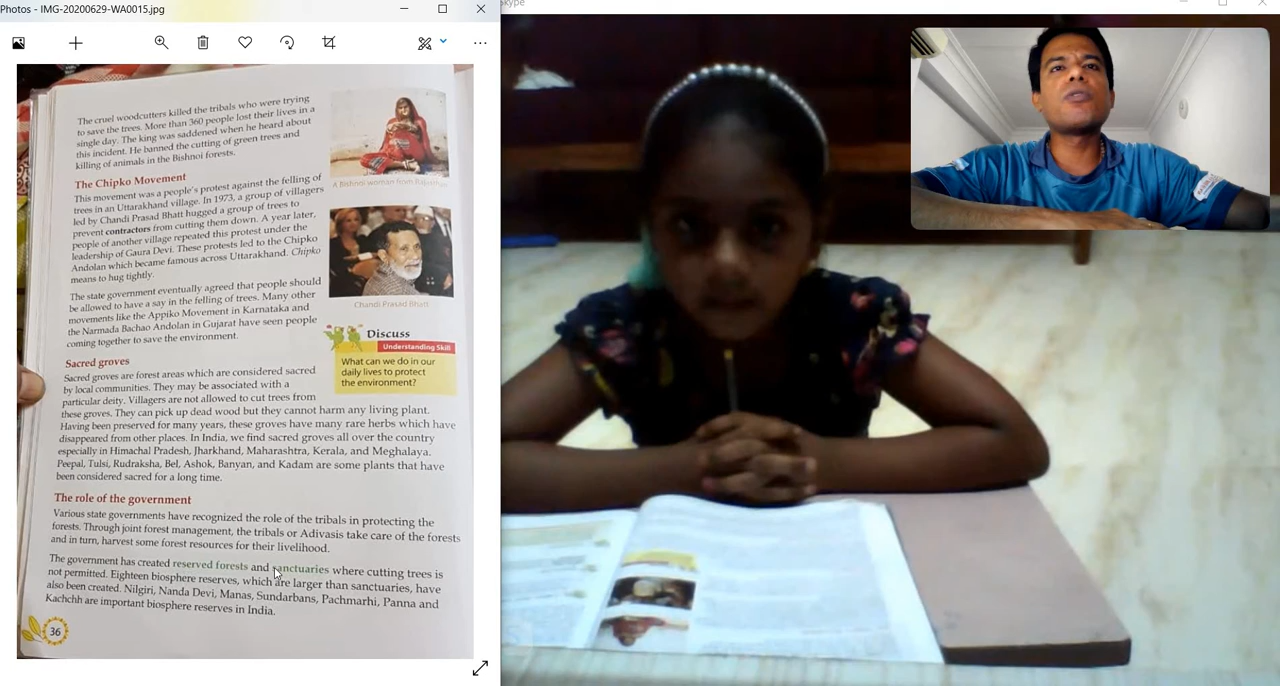 Photos - IMG-20200629-WA0015.jpg
Skype
The cruel woodcutters killed the tribals who were trying
to save the trees. More than 360 people lost their lives in a
single day. The king was saddened when he heard about
this incident. He banned the cutting of green trees and
killing of animals in the Bishnoi forests.
A Bishnoi woman from Rajasthan
The Chipko Movement
This movement was a people's protest against the felling of
trees in an Uttarakhand village. In 1973, a group of villagers
led by Chandi Prasad Bhatt hugged a group of trees to
prevent contractors from cutting them down. A year later,
people of another village repeated this protest under the
leadership of Gaura Devi. These protests led to the Chipko
Andolan which became famous across Uttarakhand. Chipko
means to hug tightly.
Chandi Prasad Bhatt
The state government eventually agreed that people should
be allowed to have a say in the felling of trees. Many other
movements like the Appiko Movement in Karnataka and
the Narmada Bachao Andolan in Gujarat have seen people
coming together to save the environment.
Discuss
Understanding Skill
What can we do in our
daily lives to protect
the environment?
Sacred groves
Sacred groves are forest areas which are considered sacred
by local communities. They may be associated with a
particular deity. Villagers are not allowed to cut trees from
these groves. They can pick up dead wood but they cannot harm any living plant.
Having been preserved for many years, these groves have many rare herbs which have
disappeared from other places. In India, we find sacred groves all over the country
especially in Himachal Pradesh, Jharkhand, Maharashtra, Kerala, and Meghalaya.
Peepal, Tulsi, Rudraksha, Bel, Ashok, Banyan, and Kadam are some plants that have
been considered sacred for a long time.
The role of the government
Various state governments have recognized the role of the tribals in protecting the
forests. Through joint forest management, the tribals or Adivasis take care of the forests
and in turn, harvest some forest resources for their livelihood.
The government has created reserved forests and sanctuaries where cutting trees is
not permitted. Eighteen biosphere reserves, which are larger than sanctuaries, have
also been created. Nilgiri, Nanda Devi, Manas, Sundarbans, Pachmarhi, Panna and
Kachchh are important biosphere reserves in India.
36